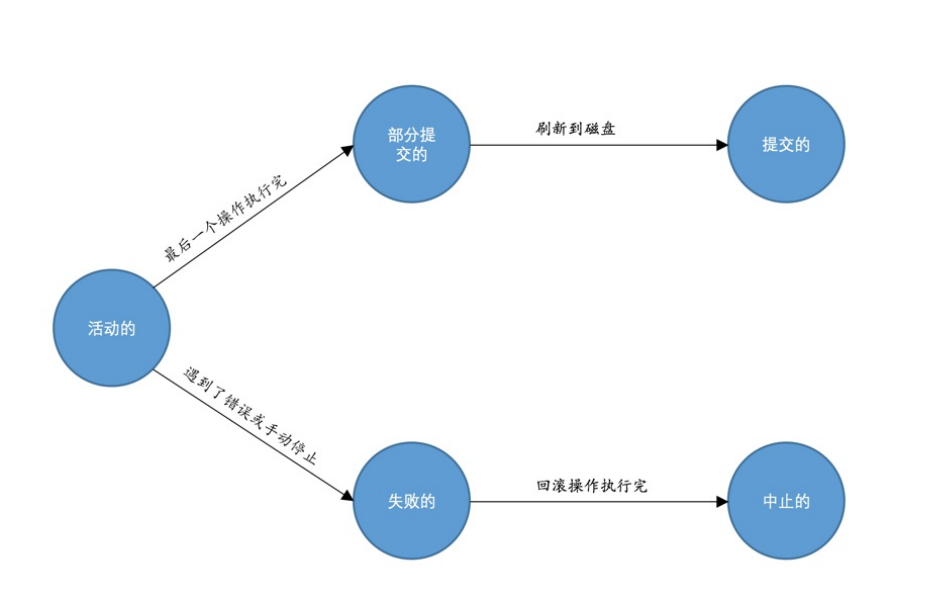 部分提
交的
刷新到磁盘
提交的
最后一个操作执行完
活动的
遇到了错误或手动停止
失败的
回滚操作执行完
中止的